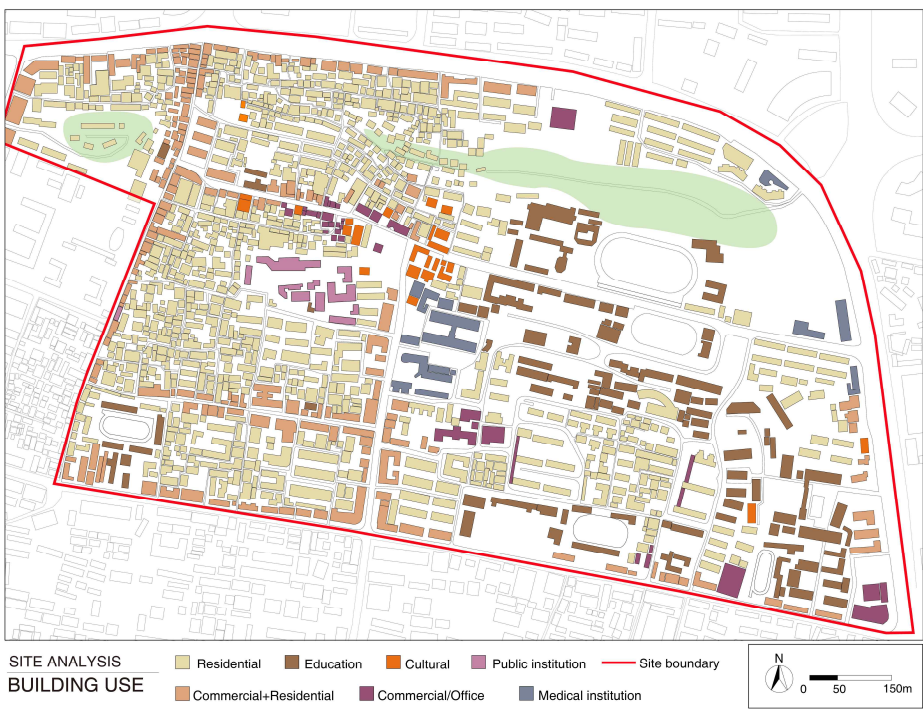 SITE ANALYSIS
BUILDING USE
Residential
Education
Cultural
Public institution
Site boundary
Commercial+Residential
Commercial/Office
Medical institution
N
0 50 150m